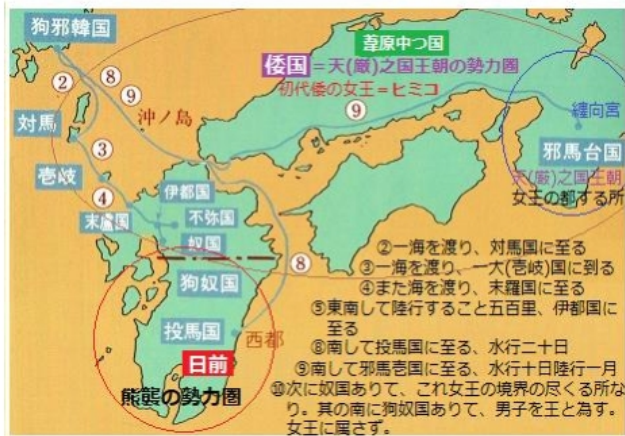 狗邪韓国
葦原中つ国
倭国=天(厳)之国王朝の勢力圏
初代倭の女王=ヒミコ
②
⑧
⑨
沖ノ島
⑨
纏向宮
対馬
邪馬台国
③
天(厳)之国王朝
女王の都する所
壱岐
伊都国
④
末盧国
不弥国
奴国
⑧
狗奴国
投馬国
西都
日前
熊襲の勢力圏
②一海を渡り、対馬国に至る
③一海を渡り、一大(壱岐)国に到る
④また海を渡り、末羅国に至る
⑤東南して陸行すること五百里、伊都国に
至る
⑧南して投馬国に至る、水行二十日
⑨南して邪馬壱国に至る、水行十日陸行一月
⑩次に奴国ありて、これ女王の境界の尽くる所な
り。其の南に狗奴国ありて、男子を王と為す。
女王に属さず。